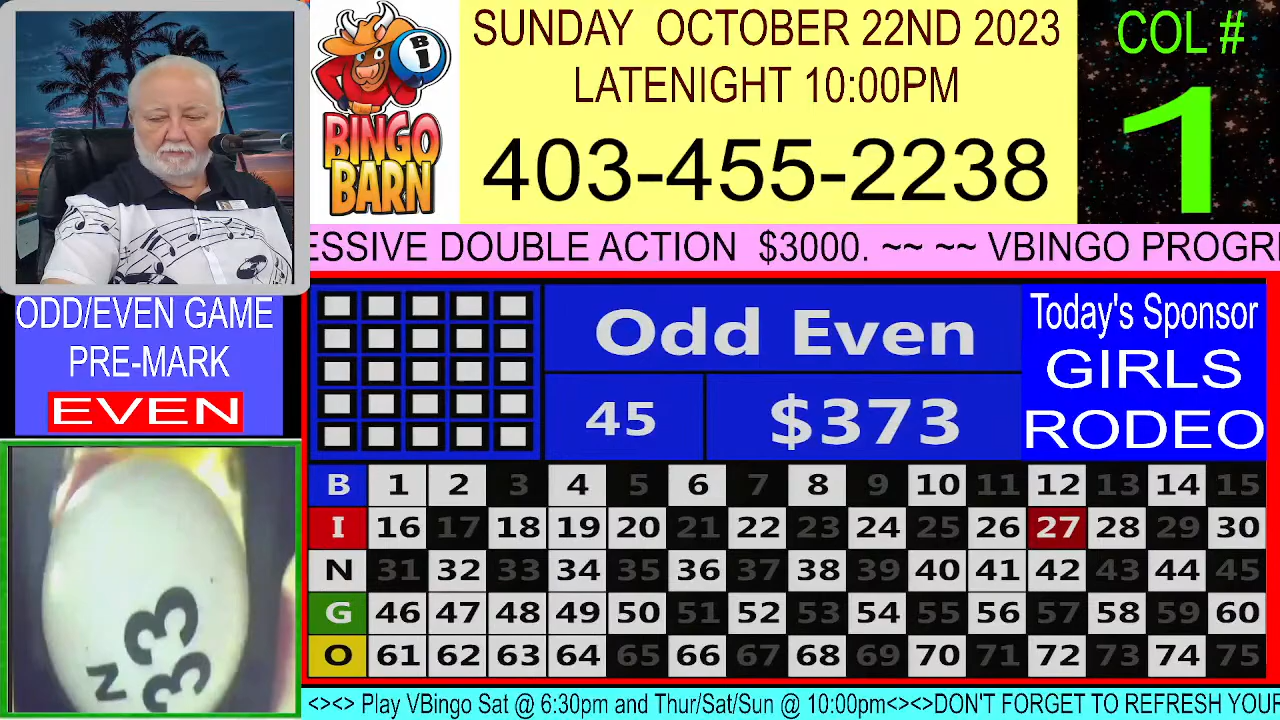 BI
BINGO
BARN
SUNDAY OCTOBER 22ND 2023
LATENIGHT 10:00PM
403-455-2238
COL #
1
ESSIVE DOUBLE ACTION $3000. ~~ ~~ VBINGO PROGRE
ODD/EVEN GAME
PRE-MARK
EVEN
Odd Even
45
$373
Today's Sponsor
GIRLS
RODEO
B 1 2 3 4 5 6 7 8 9 10 11 12 13 14 15
I 16 17 18 19 20 21 22 23 24 25 26 27 28 29 30
N 31 32 33 34 35 36 37 38 39 40 41 42 43 44 45
G 46 47 48 49 50 51 52 53 54 55 56 57 58 59 60
O 61 62 63 64 65 66 67 68 69 70 71 72 73 74 75
N 33
33
<><> Play VBingo Sat @ 6:30pm and Thur/Sat/Sun @ 10:00pm<><>DON'T FORGET TO REFRESH YOUR